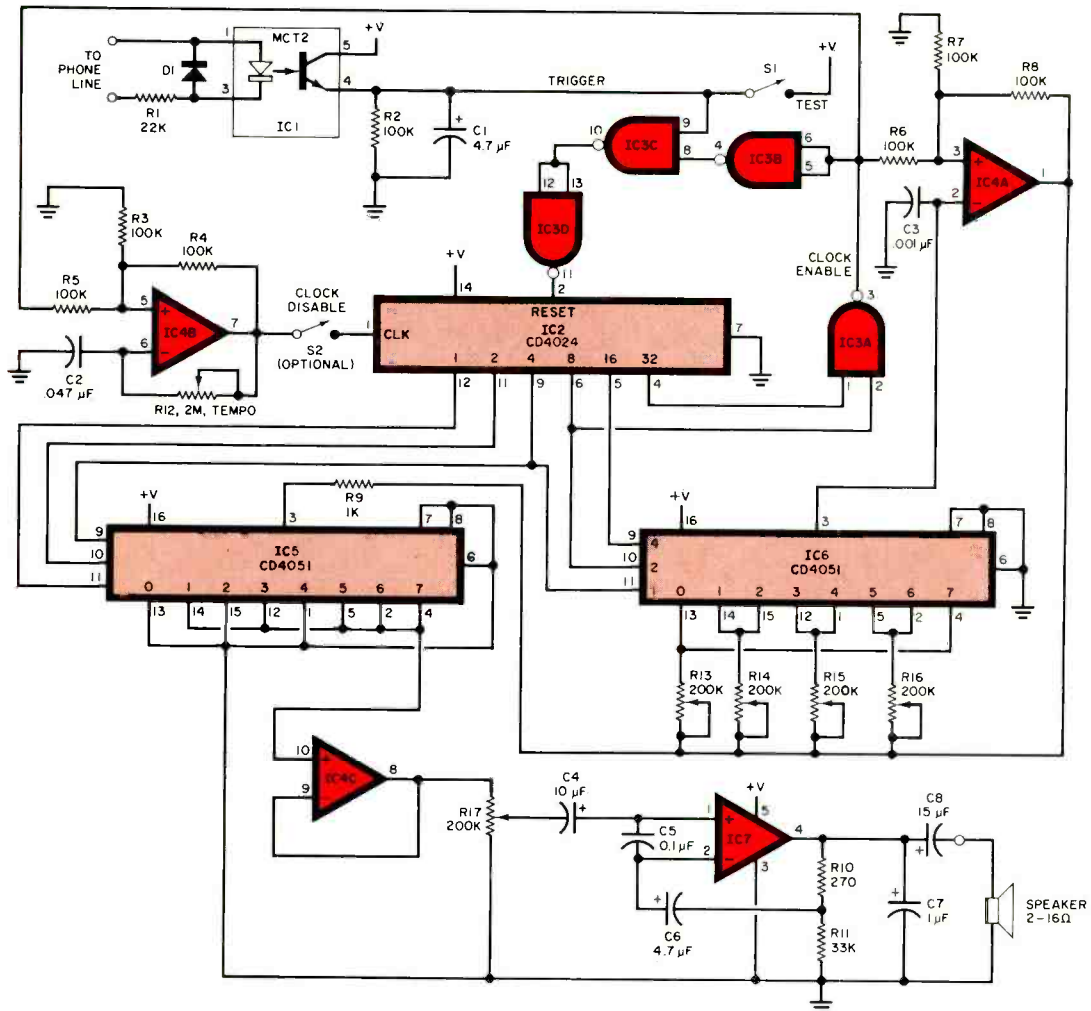 TO
PHONE
LINE
D1
R1
22K
1
3
MCT2
5
4
IC1
+V
R2
100K
+
C1
4.7 µF
TRIGGER
S1
TEST
+V
10
IC3C
9
8
4
IC3B
6
5
R7
100K
R8
100K
R6
100K
3
+
IC4A
1
2
–
C3
.001 µF
CLOCK
ENABLE
3
IC3A
1
2
12
13
IC3D
11
2
R3
100K
R4
100K
R5
100K
5
+
IC4B
7
6
–
C2
.047 µF
R12, 2M, TEMPO
CLOCK
DISABLE
S2
(OPTIONAL)
+V
14
1
CLK
RESET
IC2
CD4024
7
1 2 4 8 16 32
12 11 9 6 5 4
+V
16
3
R9
1K
7
8
9
10
11
IC5
CD4051
6
0 1 2 3 4 5 6 7
13 14 15 12 1 5 2 4
+V
16
3
7
8
9
10
11
4
2
1
IC6
CD4051
6
0 1 2 3 4 5 6 7
13 14 15 12 1 5 2 4
R13
200K
R14
200K
R15
200K
R16
200K
10
+
IC4C
8
9
–
R17
200K
C4
10 µF
+
C5
0.1 µF
1
+
2
–
IC7
+V
5
4
3
+
C6
4.7 µF
R10
270
R11
33K
+
C7
1µF
C8
15 µF
+
SPEAKER
2-16Ω